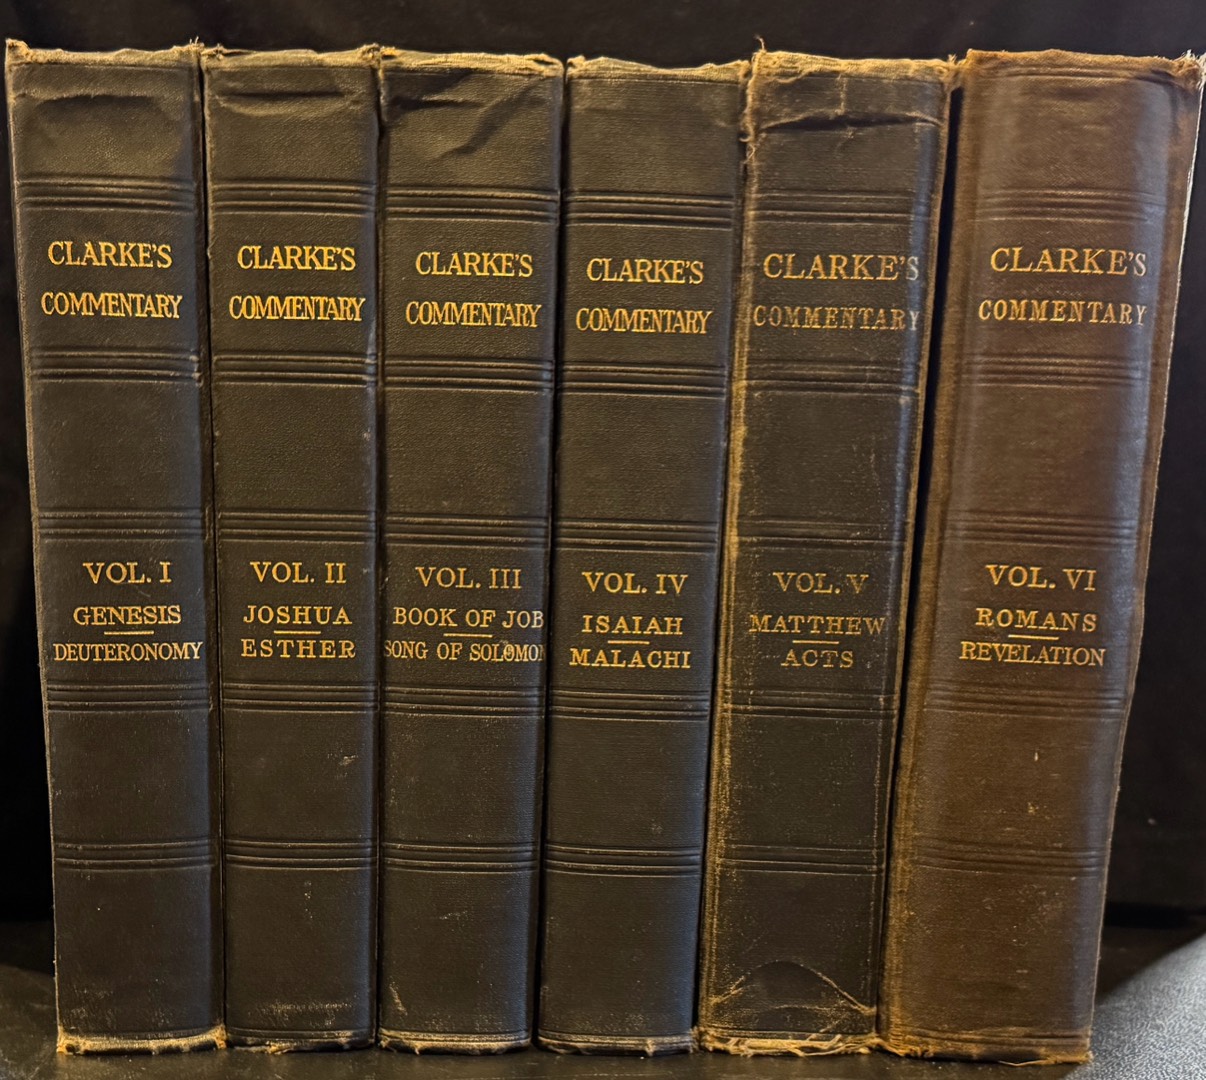 CLARKE'S
COMMENTARY
VOL. I
GENESIS
DEUTERONOMY
CLARKE'S
COMMENTARY
VOL. II
JOSHUA
ESTHER
CLARKE'S
COMMENTARY
VOL. III
BOOK OF JOB
SONG OF SOLOMON
CLARKE'S
COMMENTARY
VOL. IV
ISAIAH
MALACHI
CLARKE'S
COMMENTARY
VOL. V
MATTHEW
ACTS
CLARKE'S
COMMENTARY
VOL. VI
ROMANS
REVELATION